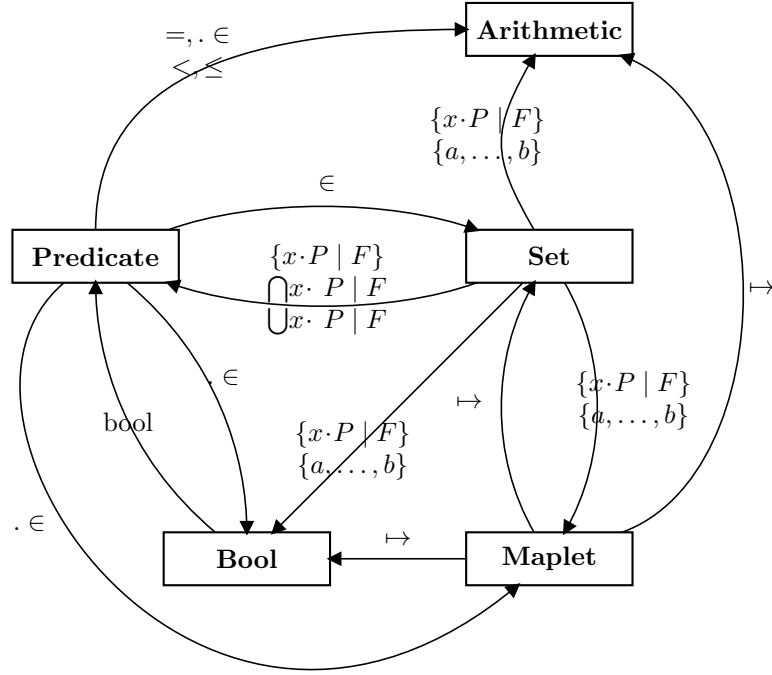 =, . ∈
<, ≤
Arithmetic
{x·P | F}
{a, . . . , b}
∈
Predicate
{x·P | F}
⋂x· P | F
⋃x· P | F
Set
↦
. ∈
{x·P | F}
{a, . . . , b}
↦
bool
{x·P | F}
{a, . . . , b}
. ∈
↦
Bool
Maplet